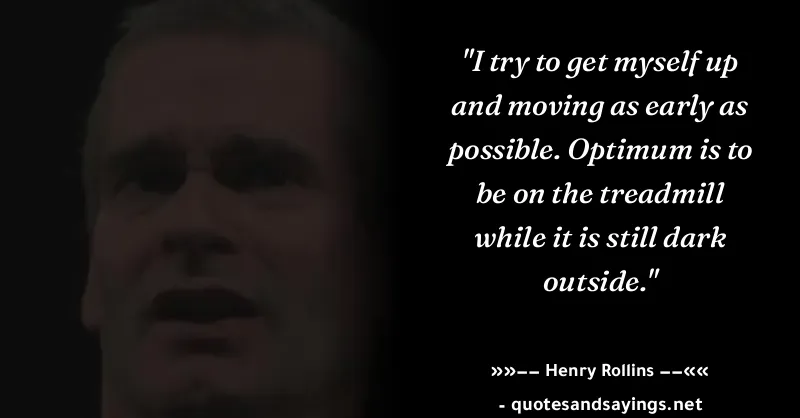 "I try to get myself up
and moving as early as
possible. Optimum is to
be on the treadmill
while it is still dark
outside."
»»−− Henry Rollins −−««
- quotesandsayings.net